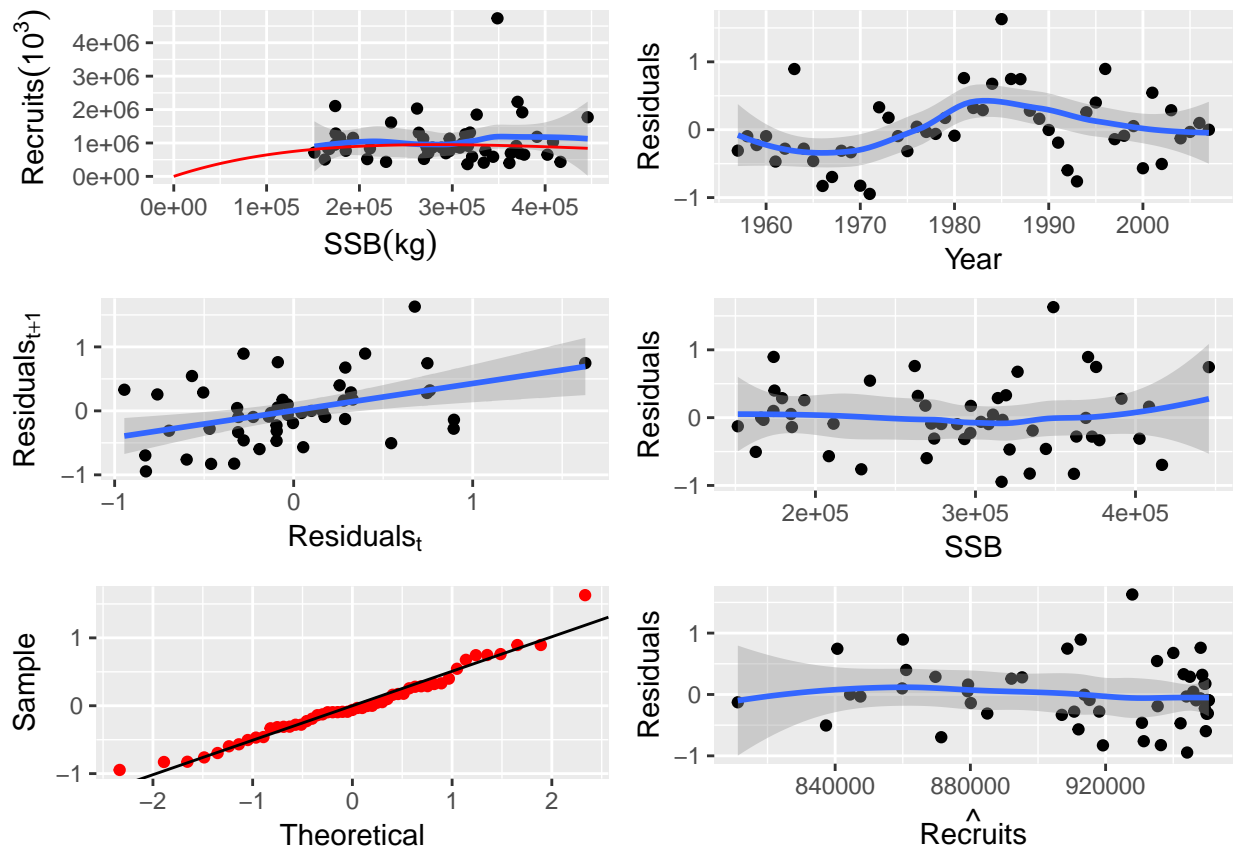 Recruits(10³)
4e+06
3e+06
2e+06
1e+06
0e+00
0e+00 1e+05 2e+05 3e+05 4e+05
SSB(kg)
Residuals
1
0
−1
1960 1970 1980 1990 2000
Year
Residualsₜ₊₁
1
0
−1
−1 0 1
Residualsₜ
Residuals
1
0
−1
2e+05 3e+05 4e+05
SSB
Sample
1
0
−1
−2 −1 0 1 2
Theoretical
Residuals
1
0
−1
840000 880000 920000
^
Recruits